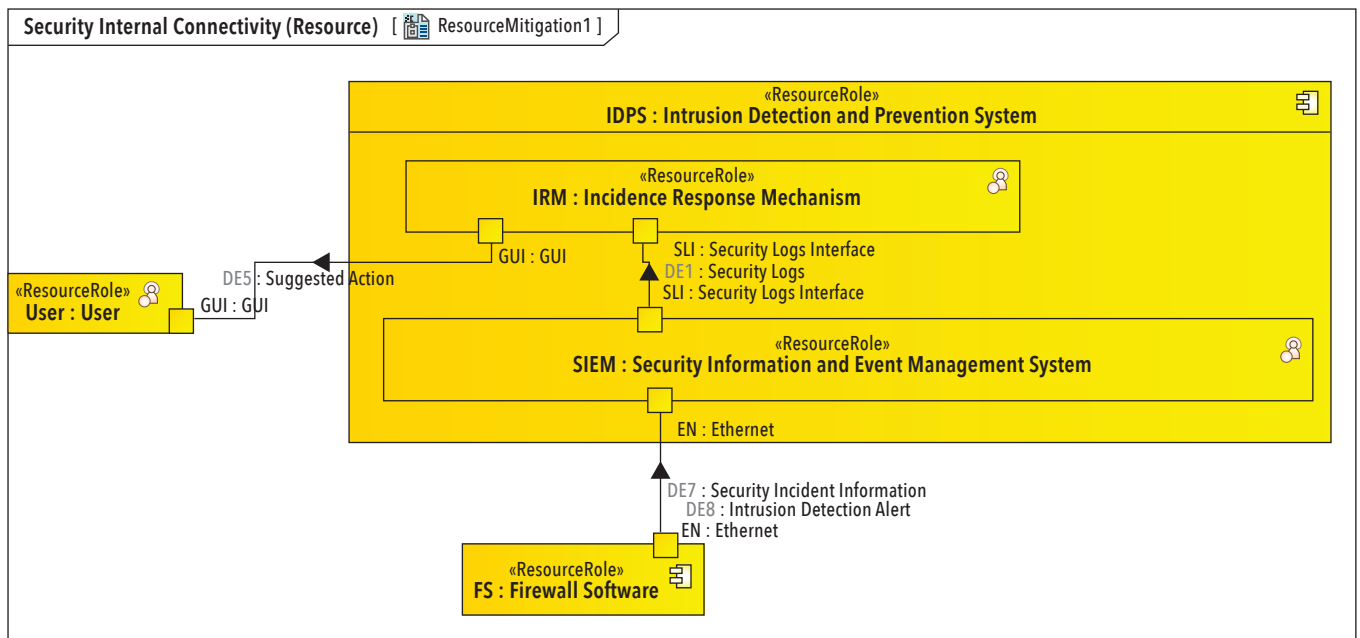 Security Internal Connectivity (Resource) [ ResourceMitigation1 ]
«ResourceRole»
IDPS : Intrusion Detection and Prevention System
«ResourceRole»
IRM : Incidence Response Mechanism
GUI : GUI
SLI : Security Logs Interface
DE5 : Suggested Action
DE1 : Security Logs
SLI : Security Logs Interface
«ResourceRole»
User : User
GUI : GUI
«ResourceRole»
SIEM : Security Information and Event Management System
EN : Ethernet
DE7 : Security Incident Information
DE8 : Intrusion Detection Alert
EN : Ethernet
«ResourceRole»
FS : Firewall Software